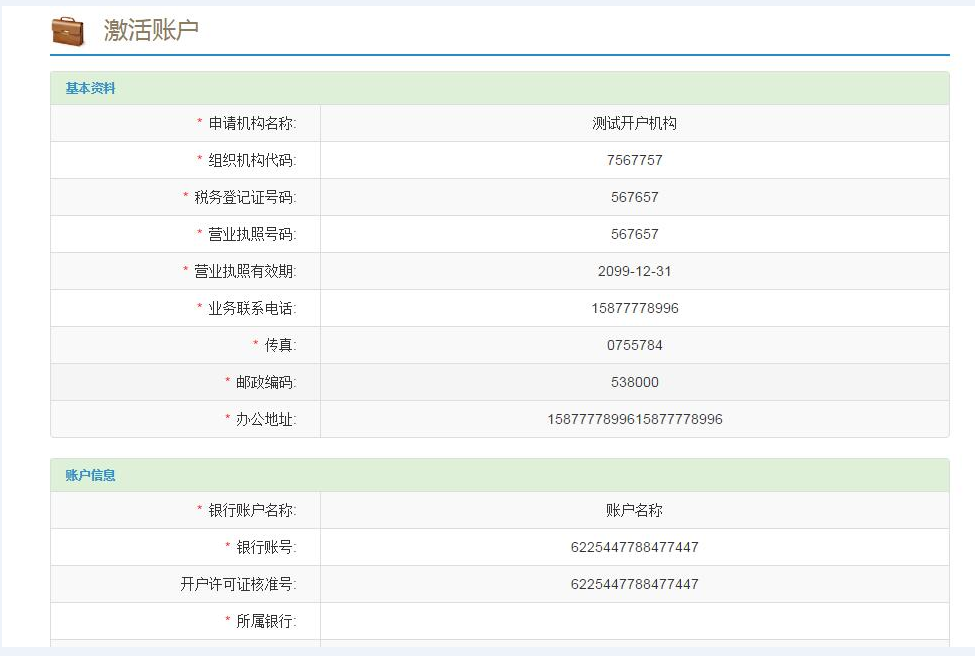 激活账户
基本资料
* 申请机构名称: 测试开户机构
* 组织机构代码: 7567757
* 税务登记证号码: 567657
* 营业执照号码: 567657
* 营业执照有效期: 2099-12-31
* 业务联系电话: 15877778996
* 传真: 0755784
* 邮政编码: 538000
* 办公地址: 1587777899615877778996
账户信息
* 银行账户名称: 账户名称
* 银行账号: 6225447788477447
开户许可证核准号: 6225447788477447
* 所属银行: